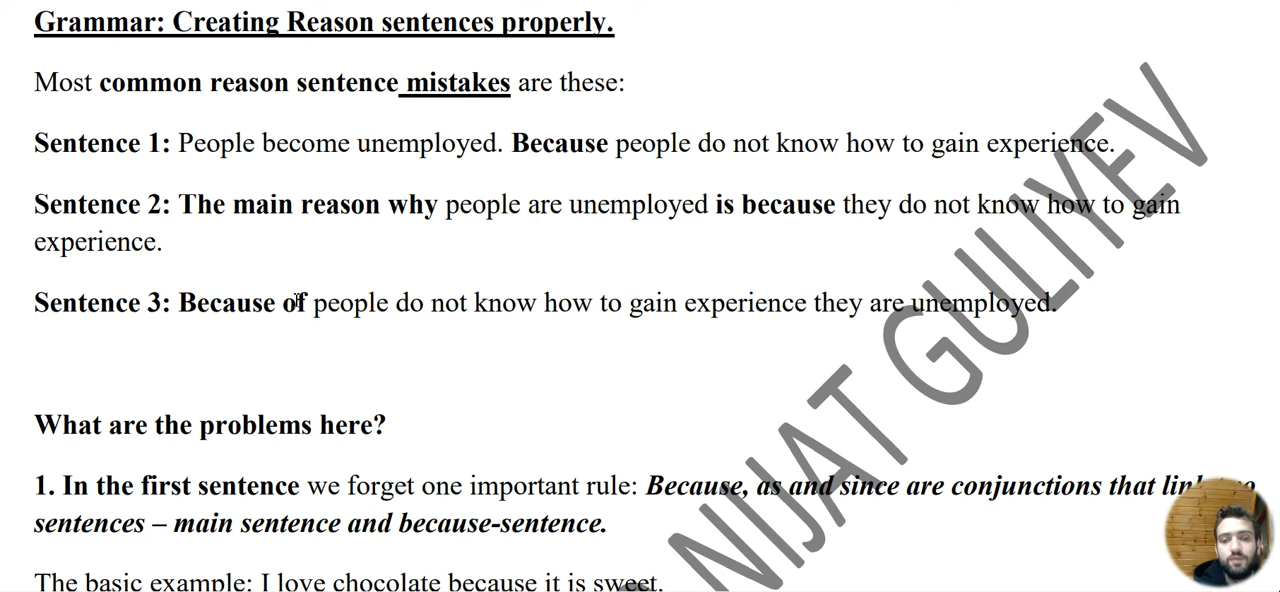 Grammar: Creating Reason sentences properly.
Most common reason sentence mistakes are these:
Sentence 1: People become unemployed. Because people do not know how to gain experience.
Sentence 2: The main reason why people are unemployed is because they do not know how to gain
experience.
Sentence 3: Because of people do not know how to gain experience they are unemployed.
What are the problems here?
1. In the first sentence we forget one important rule: Because, as and since are conjunctions that
sentences – main sentence and because-sentence.
The basic example: I love chocolate because it is sweet.
NIJAT GULIYEV